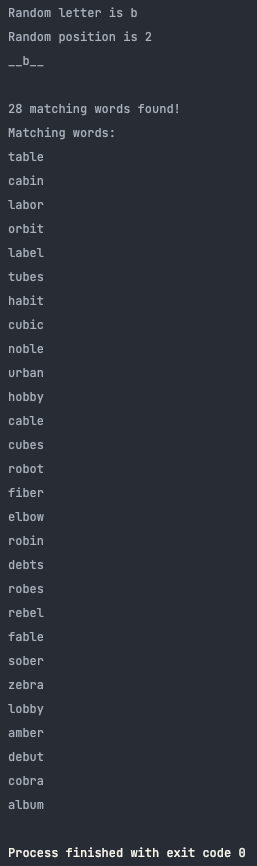 Random letter is b
Random position is 2
__b__
28 matching words found!
Matching words:
table
cabin
labor
orbit
label
tubes
habit
cubic
noble
urban
hobby
cable
cubes
robot
fiber
elbow
robin
debts
robes
rebel
fable
sober
zebra
lobby
amber
debut
cobra
album
Process finished with exit code 0